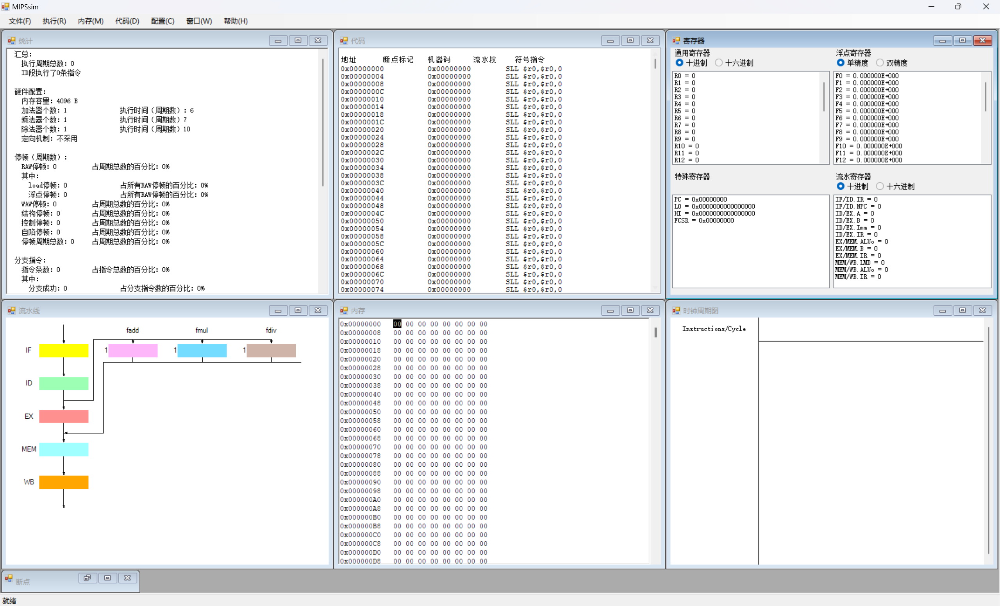 MIPSsim
文件(F) 执行(R) 内存(M) 代码(D) 配置(C) 窗口(W) 帮助(H)
统计
汇总:
执行周期总数: 0
ID段执行了0条指令
硬件配置:
内存容量: 4096 B
加法器个数: 1 执行时间（周期数）: 6
乘法器个数: 1 执行时间（周期数）7
除法器个数: 1 执行时间（周期数）10
定向机制: 不采用
停顿（周期数）:
RAW停顿: 0 占周期总数的百分比: 0%
其中:
load停顿: 0 占所有RAW停顿的百分比: 0%
浮点停顿: 0 占所有RAW停顿的百分比: 0%
WAW停顿: 0 占周期总数的百分比: 0%
结构停顿: 0 占周期总数的百分比: 0%
控制停顿: 0 占周期总数的百分比: 0%
自陷停顿: 0 占周期总数的百分比: 0%
停顿周期总数: 0 占周期总数的百分比: 0%
分支指令:
指令条数: 0 占指令总数的百分比: 0%
其中:
分支成功: 0 占分支指令数的百分比: 0%
代码
地址 断点标记 机器码 流水段 符号指令
0x00000000 0x00000000 SLL $r0,$r0,0
0x00000004 0x00000000 SLL $r0,$r0,0
0x00000008 0x00000000 SLL $r0,$r0,0
0x0000000C 0x00000000 SLL $r0,$r0,0
0x00000010 0x00000000 SLL $r0,$r0,0
0x00000014 0x00000000 SLL $r0,$r0,0
0x00000018 0x00000000 SLL $r0,$r0,0
0x0000001C 0x00000000 SLL $r0,$r0,0
0x00000020 0x00000000 SLL $r0,$r0,0
0x00000024 0x00000000 SLL $r0,$r0,0
0x00000028 0x00000000 SLL $r0,$r0,0
0x0000002C 0x00000000 SLL $r0,$r0,0
0x00000030 0x00000000 SLL $r0,$r0,0
0x00000034 0x00000000 SLL $r0,$r0,0
0x00000038 0x00000000 SLL $r0,$r0,0
0x0000003C 0x00000000 SLL $r0,$r0,0
0x00000040 0x00000000 SLL $r0,$r0,0
0x00000044 0x00000000 SLL $r0,$r0,0
0x00000048 0x00000000 SLL $r0,$r0,0
0x0000004C 0x00000000 SLL $r0,$r0,0
0x00000050 0x00000000 SLL $r0,$r0,0
0x00000054 0x00000000 SLL $r0,$r0,0
0x00000058 0x00000000 SLL $r0,$r0,0
0x0000005C 0x00000000 SLL $r0,$r0,0
0x00000060 0x00000000 SLL $r0,$r0,0
0x00000064 0x00000000 SLL $r0,$r0,0
0x00000068 0x00000000 SLL $r0,$r0,0
0x0000006C 0x00000000 SLL $r0,$r0,0
0x00000070 0x00000000 SLL $r0,$r0,0
0x00000074 0x00000000 SLL $r0,$r0,0
寄存器
通用寄存器
十进制 十六进制
R0 = 0
R1 = 0
R2 = 0
R3 = 0
R4 = 0
R5 = 0
R6 = 0
R7 = 0
R8 = 0
R9 = 0
R10 = 0
R11 = 0
R12 = 0
浮点寄存器
单精度 双精度
F0 = 0.000000E+000
F1 = 0.000000E+000
F2 = 0.000000E+000
F3 = 0.000000E+000
F4 = 0.000000E+000
F5 = 0.000000E+000
F6 = 0.000000E+000
F7 = 0.000000E+000
F8 = 0.000000E+000
F9 = 0.000000E+000
F10 = 0.000000E+000
F11 = 0.000000E+000
F12 = 0.000000E+000
特殊寄存器
PC = 0x00000000
LO = 0x0000000000000000
HI = 0x0000000000000000
FCSR = 0x00000000
流水寄存器
十进制 十六进制
IF/ID.IR = 0
IF/ID.NPC = 0
ID/EX.A = 0
ID/EX.B = 0
ID/EX.Imm = 0
ID/EX.IR = 0
EX/MEM.ALUo = 0
EX/MEM.B = 0
EX/MEM.IR = 0
MEM/WB.LMD = 0
MEM/WB.ALUo = 0
MEM/WB.IR = 0
流水线
fadd fmul fdiv
IF 1 1 1
ID
EX
MEM
WB
内存
0x00000000 00 00 00 00 00 00 00 00
0x00000008 00 00 00 00 00 00 00 00
0x00000010 00 00 00 00 00 00 00 00
0x00000018 00 00 00 00 00 00 00 00
0x00000020 00 00 00 00 00 00 00 00
0x00000028 00 00 00 00 00 00 00 00
0x00000030 00 00 00 00 00 00 00 00
0x00000038 00 00 00 00 00 00 00 00
0x00000040 00 00 00 00 00 00 00 00
0x00000048 00 00 00 00 00 00 00 00
0x00000050 00 00 00 00 00 00 00 00
0x00000058 00 00 00 00 00 00 00 00
0x00000060 00 00 00 00 00 00 00 00
0x00000068 00 00 00 00 00 00 00 00
0x00000070 00 00 00 00 00 00 00 00
0x00000078 00 00 00 00 00 00 00 00
0x00000080 00 00 00 00 00 00 00 00
0x00000088 00 00 00 00 00 00 00 00
0x00000090 00 00 00 00 00 00 00 00
0x00000098 00 00 00 00 00 00 00 00
0x000000A0 00 00 00 00 00 00 00 00
0x000000A8 00 00 00 00 00 00 00 00
0x000000B0 00 00 00 00 00 00 00 00
0x000000B8 00 00 00 00 00 00 00 00
0x000000C0 00 00 00 00 00 00 00 00
0x000000C8 00 00 00 00 00 00 00 00
0x000000D0 00 00 00 00 00 00 00 00
0x000000D8 00 00 00 00 00 00 00 00
时钟周期图
Instructions/Cycle
断点
就绪